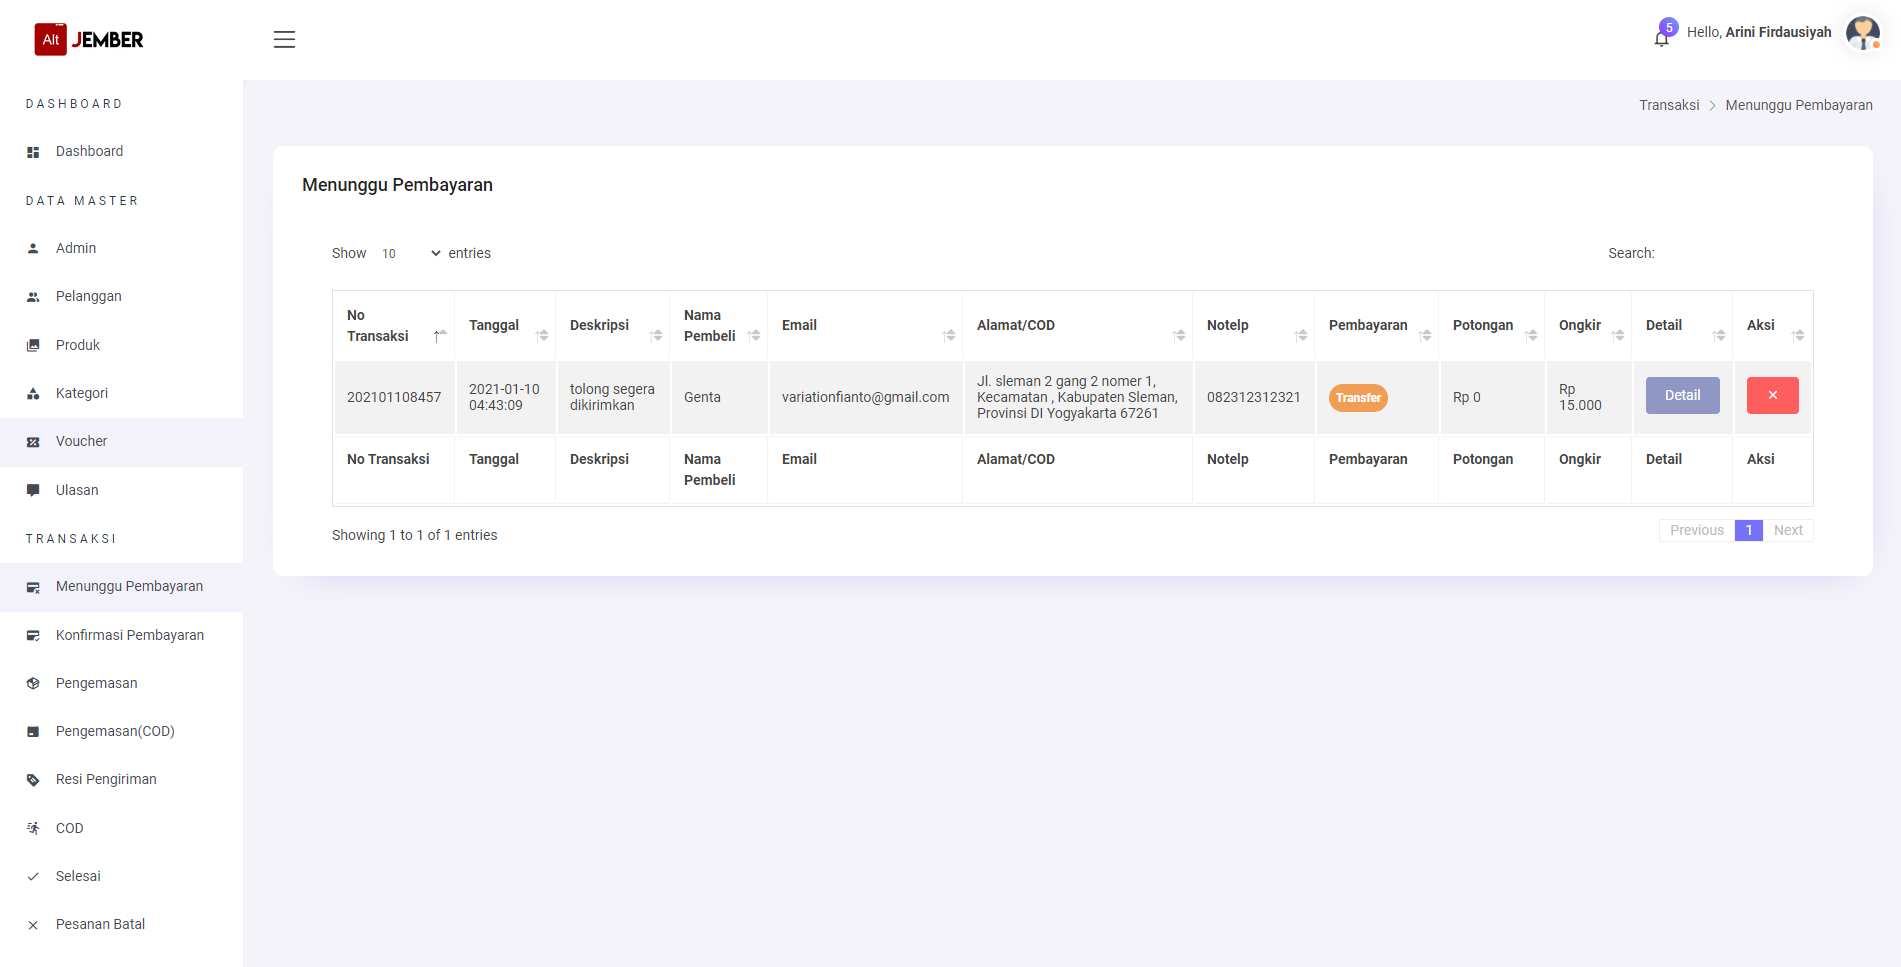 Alt JEMBER
5
Hello, Arini Firdausiyah
DASHBOARD
Dashboard
DATA MASTER
Admin
Pelanggan
Produk
Kategori
Voucher
Ulasan
TRANSAKSI
Menunggu Pembayaran
Konfirmasi Pembayaran
Pengemasan
Pengemasan(COD)
Resi Pengiriman
COD
Selesai
Pesanan Batal
Transaksi > Menunggu Pembayaran
Menunggu Pembayaran
Show 10 entries
Search:
No Transaksi Tanggal Deskripsi Nama Pembeli Email Alamat/COD Notelp Pembayaran Potongan Ongkir Detail Aksi
202101108457 2021-01-10 04:43:09 tolong segera dikirimkan Genta variationfianto@gmail.com Jl. sleman 2 gang 2 nomer 1, Kecamatan , Kabupaten Sleman, Provinsi DI Yogyakarta 67261 082312312321 Transfer Rp 0 Rp 15.000 Detail ×
No Transaksi Tanggal Deskripsi Nama Pembeli Email Alamat/COD Notelp Pembayaran Potongan Ongkir Detail Aksi
Showing 1 to 1 of 1 entries
Previous 1 Next